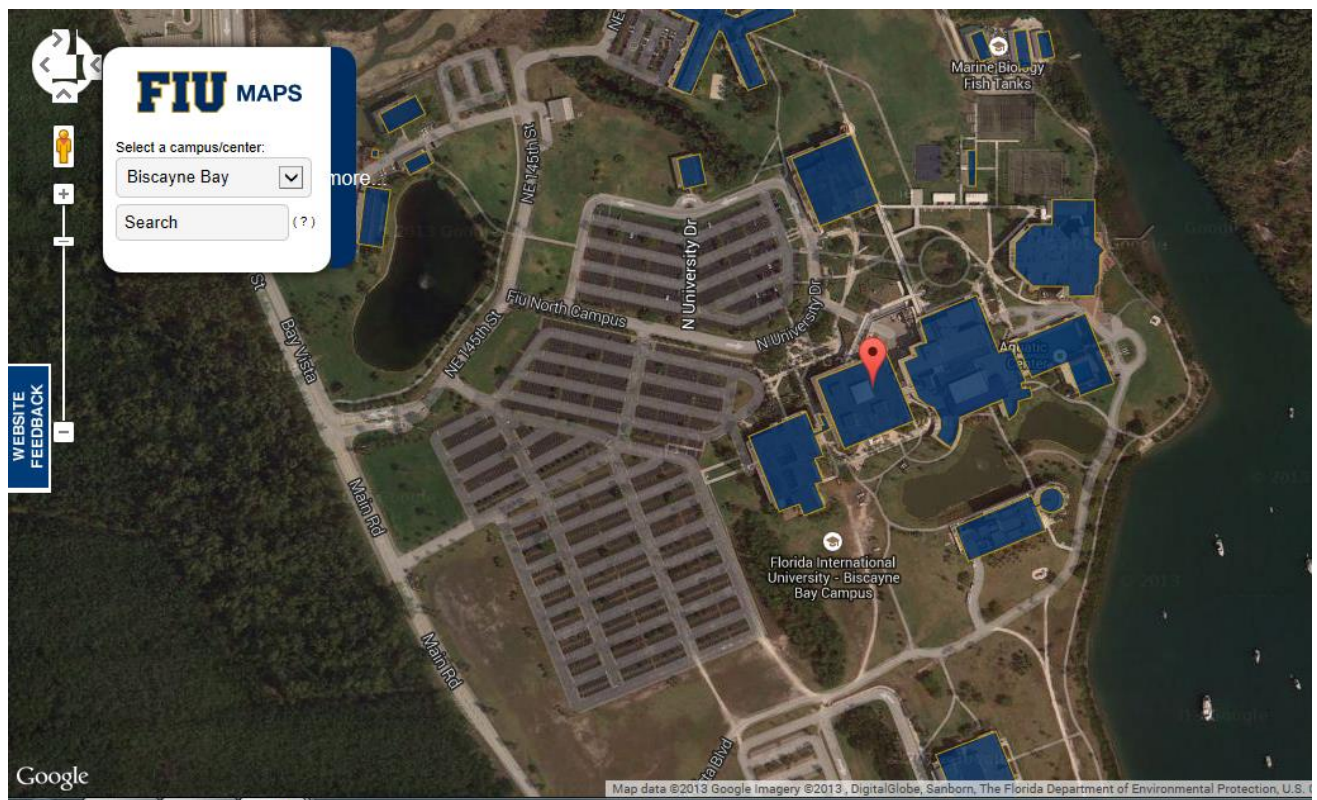 FIU MAPS
Select a campus/center:
Biscayne Bay
more...
Search
( ? )
WEBSITE
FEEDBACK
NE
NE 145th St
Marine Biology
Fish Tanks
N University Dr
Fiu North Campus
N University Dr
St
Bay Vista
NE 145th St
Aquatic
Center
Main Rd
Florida International
University - Biscayne
Bay Campus
Main Rd
Google
Map data ©2013 Google Imagery ©2013 , DigitalGlobe, Sanborn, The Florida Department of Environmental Protection, U.S.